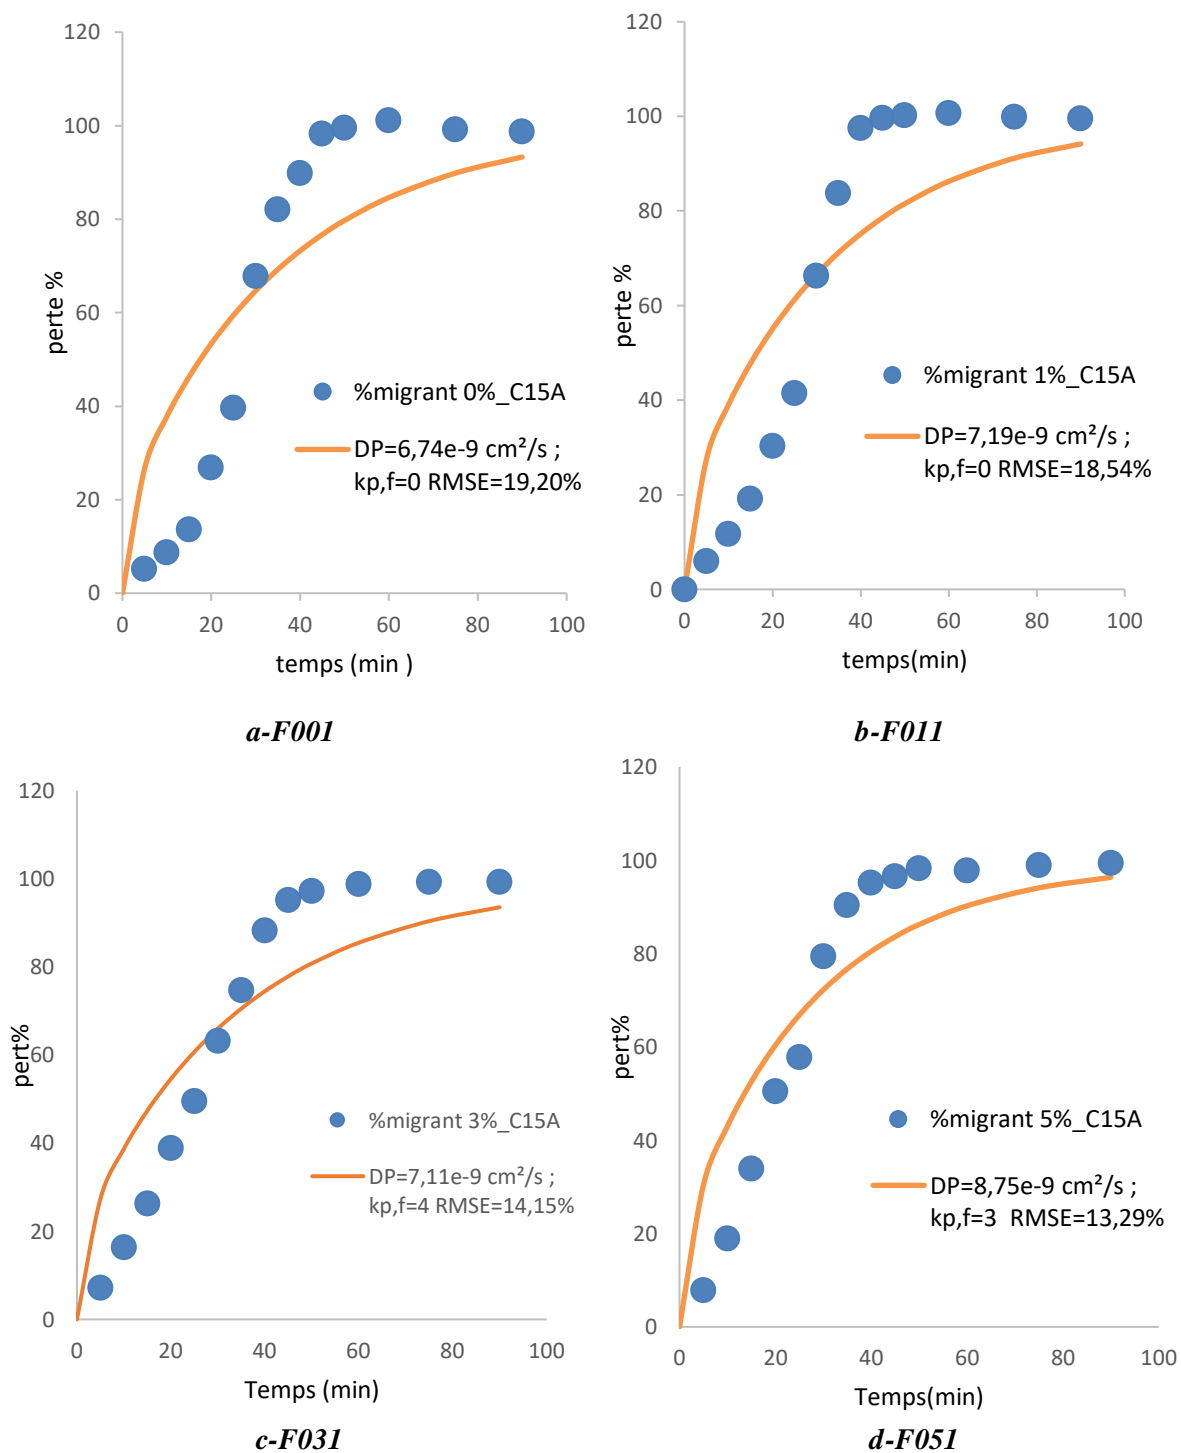 120
100
80
60
40
20
0
perte %
%migrant 0%_C15A
DP=6,74e-9 cm²/s ;
kp,f=0 RMSE=19,20%
0 20 40 60 80 100
temps (min )
a-F001
120
100
80
60
40
20
0
perte %
%migrant 1%_C15A
DP=7,19e-9 cm²/s ;
kp,f=0 RMSE=18,54%
0 20 40 60 80 100
temps(min)
b-F011
120
100
80
60
40
20
0
pert%
%migrant 3%_C15A
DP=7,11e-9 cm²/s ;
kp,f=4 RMSE=14,15%
0 20 40 60 80 100
Temps (min)
c-F031
120
100
80
60
40
20
0
pert%
%migrant 5%_C15A
DP=8,75e-9 cm²/s ;
kp,f=3 RMSE=13,29%
0 20 40 60 80 100
Temps(min)
d-F051